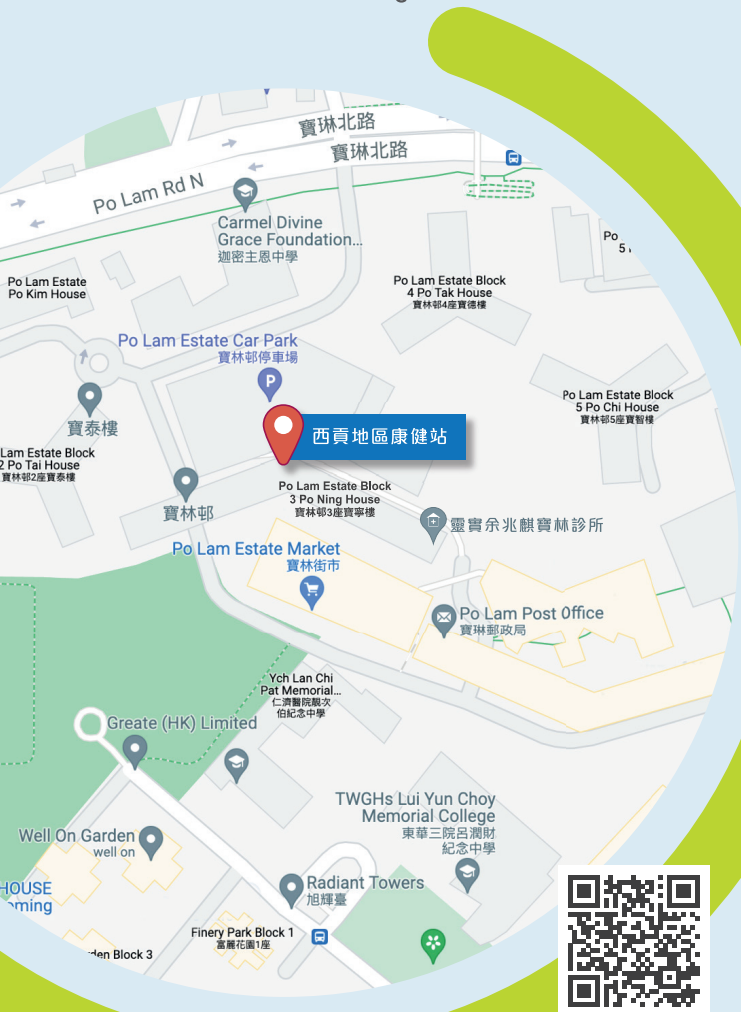 寶琳北路
寶琳北路
Po Lam Rd N
Carmel Divine
Grace Foundation...
迦密主恩中學
Po
5
Po Lam Estate
Po Kim House
Po Lam Estate Block
4 Po Tak House
寶林邨4座寶德樓
Po Lam Estate Car Park
寶林邨停車場
P
Po Lam Estate Block
5 Po Chi House
寶林邨5座寶智樓
寶泰樓
西貢地區康健站
Lam Estate Block
2 Po Tai House
寶林邨2座寶泰樓
Po Lam Estate Block
3 Po Ning House
寶林邨3座寶寧樓
寶林邨
靈實余兆麒寶林診所
Po Lam Estate Market
寶林街市
Po Lam Post Office
寶琳郵政局
Ych Lan Chi
Pat Memorial...
仁濟醫院靚次
伯紀念中學
Greate (HK) Limited
TWGHs Lui Yun Choy
Memorial College
東華三院呂潤財
紀念中學
Well On Garden
well on
Radiant Towers
旭輝臺
HOUSE
oming
Finery Park Block 1
富麗花園1座
den Block 3